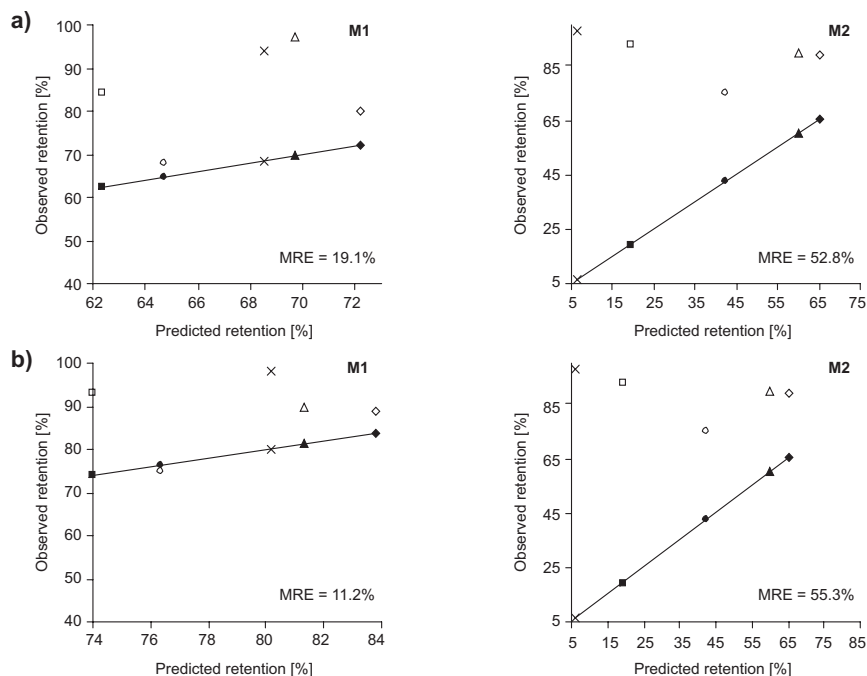 a)
M1
Observed retention [%]
100
90
80
70
60
50
40
62 64 66 68 70 72
MRE = 19.1%
Predicted retention [%]
M2
Observed retention [%]
85
65
45
25
5
5 15 25 35 45 55 65 75
MRE = 52.8%
Predicted retention [%]
b)
M1
Observed retention [%]
100
90
80
70
60
50
40
74 76 78 80 82 84
MRE = 11.2%
Predicted retention [%]
M2
Observed retention [%]
85
65
45
25
5
5 15 25 35 45 55 65 75 85
MRE = 55.3%
Predicted retention [%]